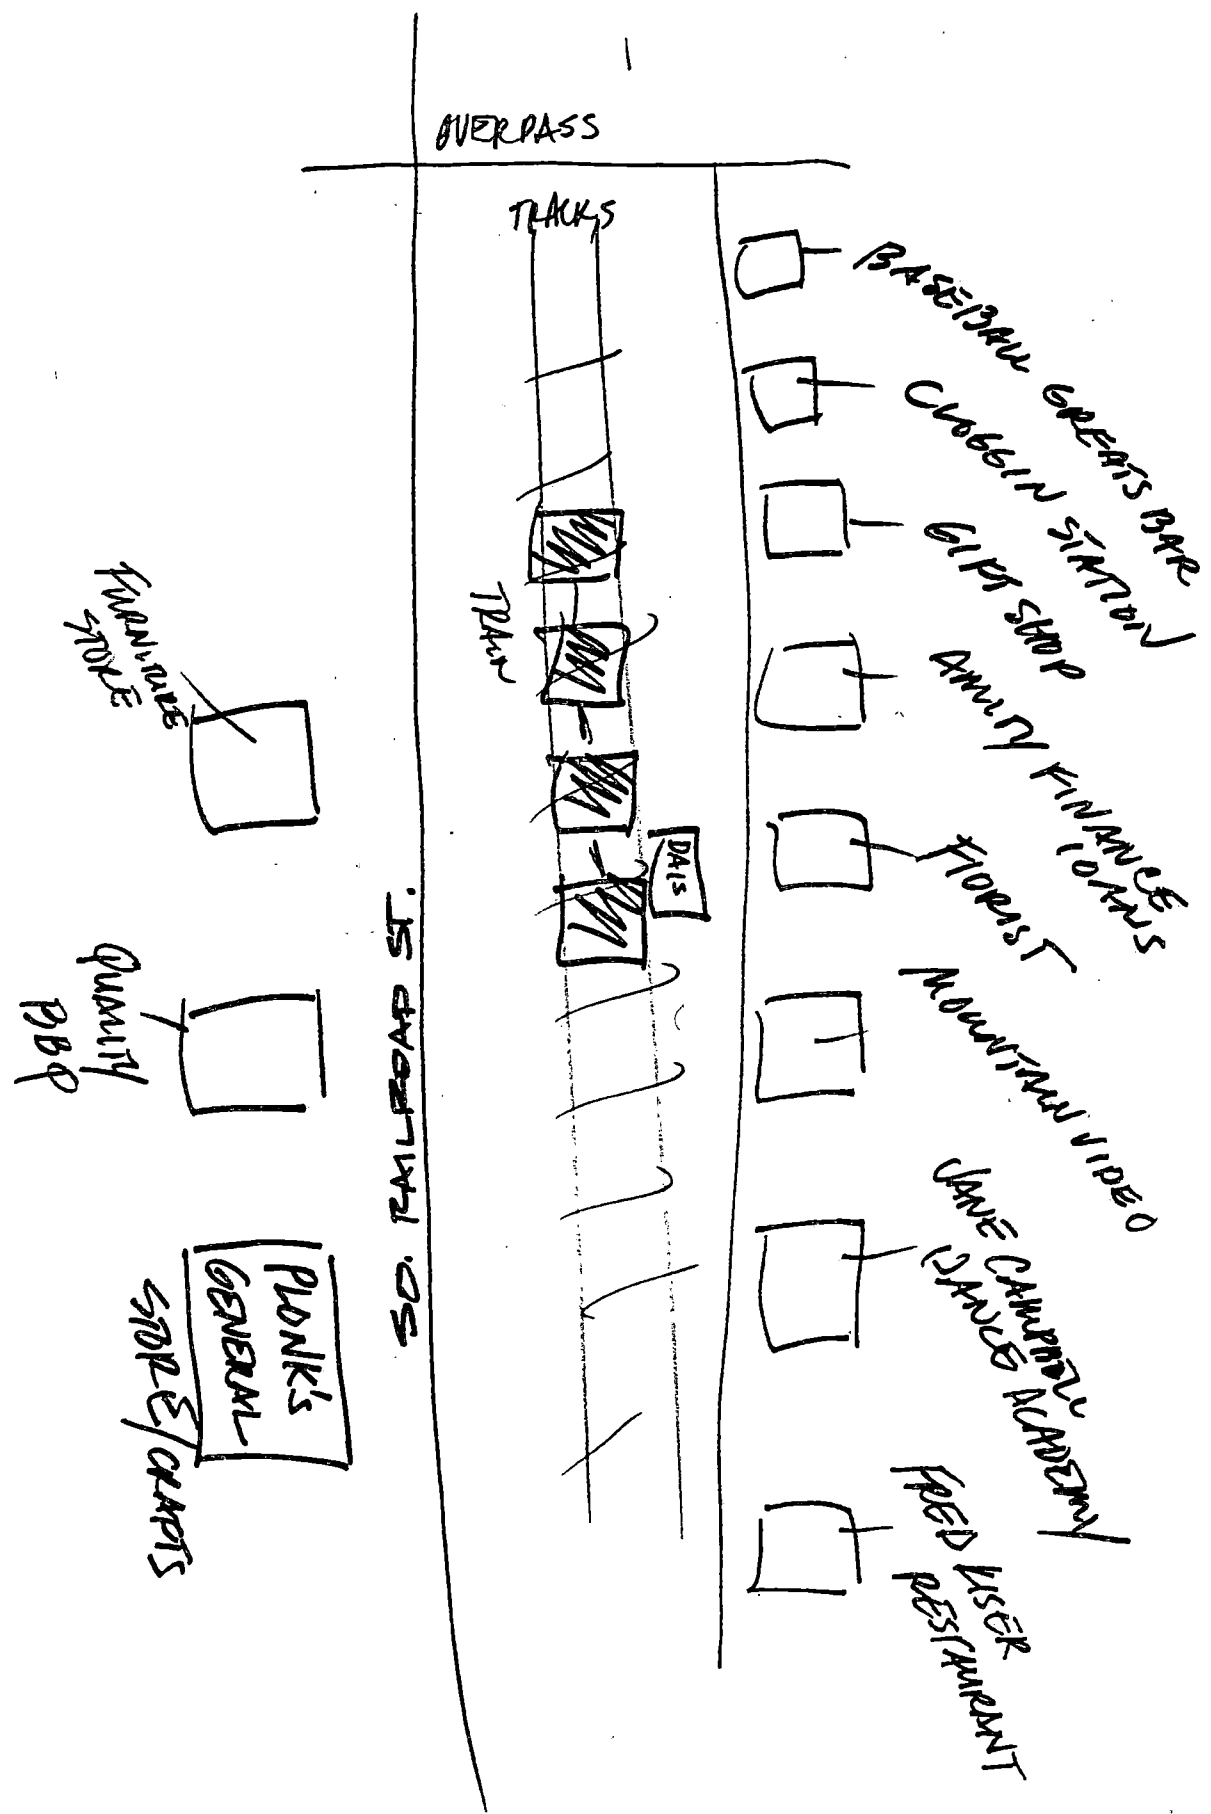 OVERPASS
TRACKS
BASEBALL GREATS BAR
CLOGGIN STATION
GIFT SHOP
TRAIN
FURNITURE
STORE
AMITY FINANCE
LOANS
DAIS
FLORIST
SO. RAILROAD ST.
QUALITY
BBQ
MOUNTAIN VIDEO
JANE CAMPBELL
DANCE ACADEMY
PLONK'S
GENERAL
STORE/CRAFTS
FRED KISER
RESTAURANT